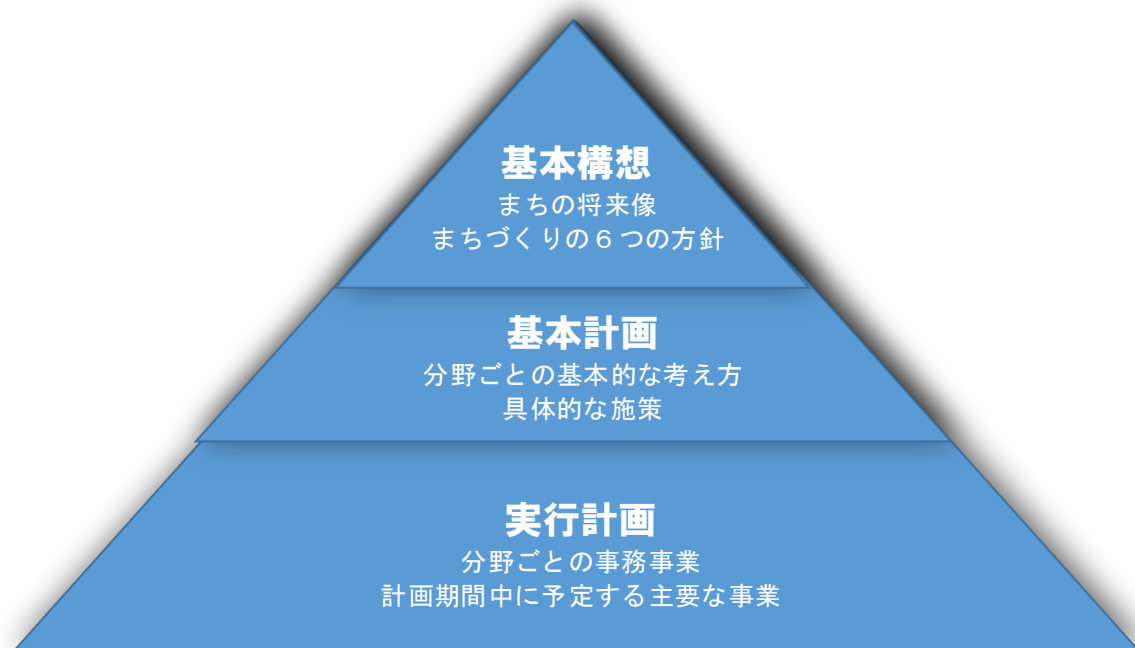 基本構想
まちの将来像
まちづくりの６つの方針
基本計画
分野ごとの基本的な考え方
具体的な施策
実行計画
分野ごとの事務事業
計画期間中に予定する主要な事業